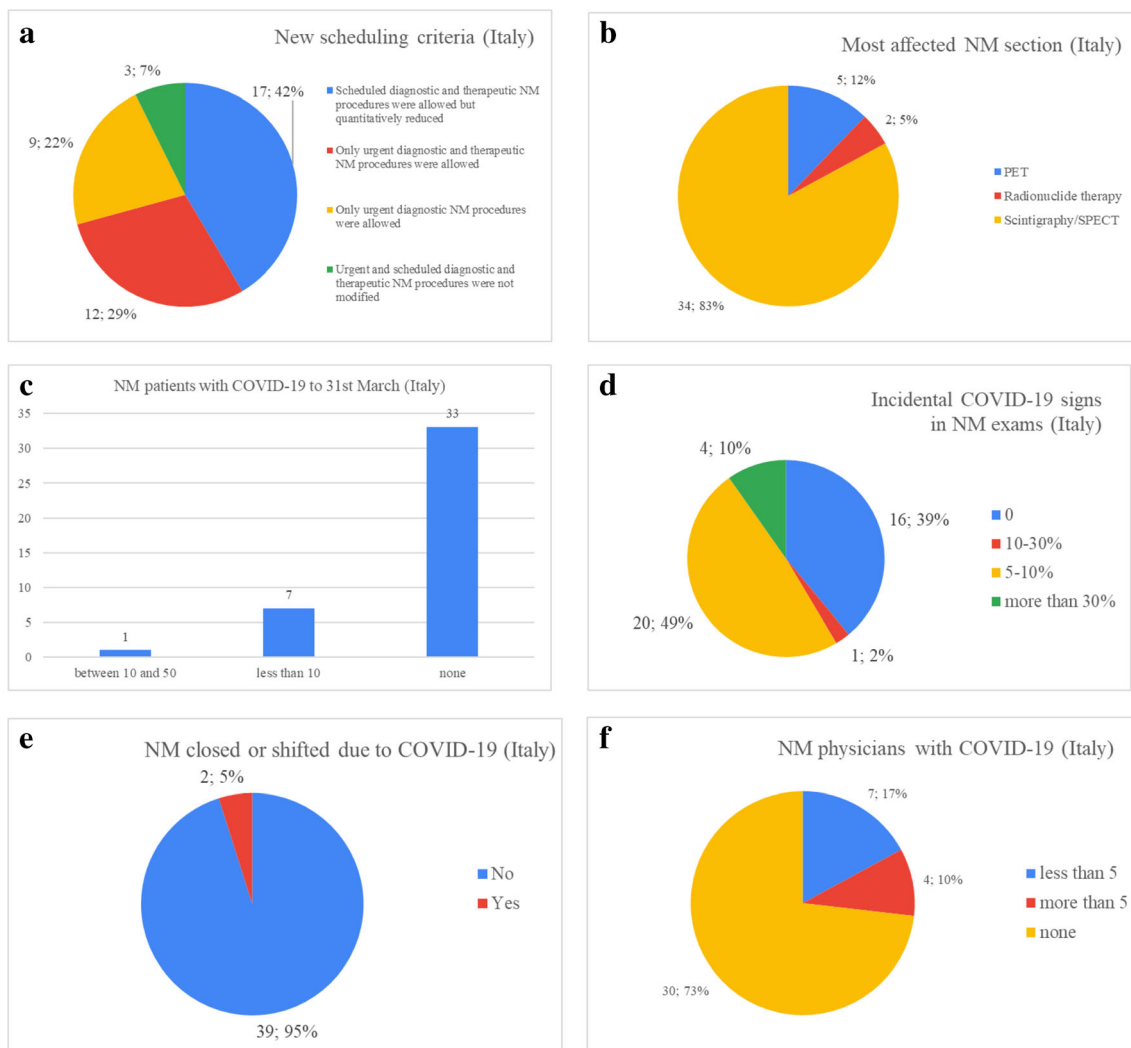 a
New scheduling criteria (Italy)
3; 7%
17; 42%
9; 22%
12; 29%
Scheduled diagnostic and therapeutic NM
procedures were allowed but
quantitatively reduced
Only urgent diagnostic and therapeutic
NM procedures were allowed
Only urgent diagnostic NM procedures
were allowed
Urgent and scheduled diagnostic and
therapeutic NM procedures were not
modified
b
Most affected NM section (Italy)
5; 12%
2; 5%
34; 83%
PET
Radionuclide therapy
Scintigraphy/SPECT
c
NM patients with COVID-19 to 31st March (Italy)
35
30
25
20
15
10
5
0
1
7
33
between 10 and 50
less than 10
none
d
Incidental COVID-19 signs
in NM exams (Italy)
4; 10%
16; 39%
20; 49%
1; 2%
0
10-30%
5-10%
more than 30%
e
NM closed or shifted due to COVID-19 (Italy)
2; 5%
39; 95%
No
Yes
f
NM physicians with COVID-19 (Italy)
7; 17%
4; 10%
30; 73%
less than 5
more than 5
none